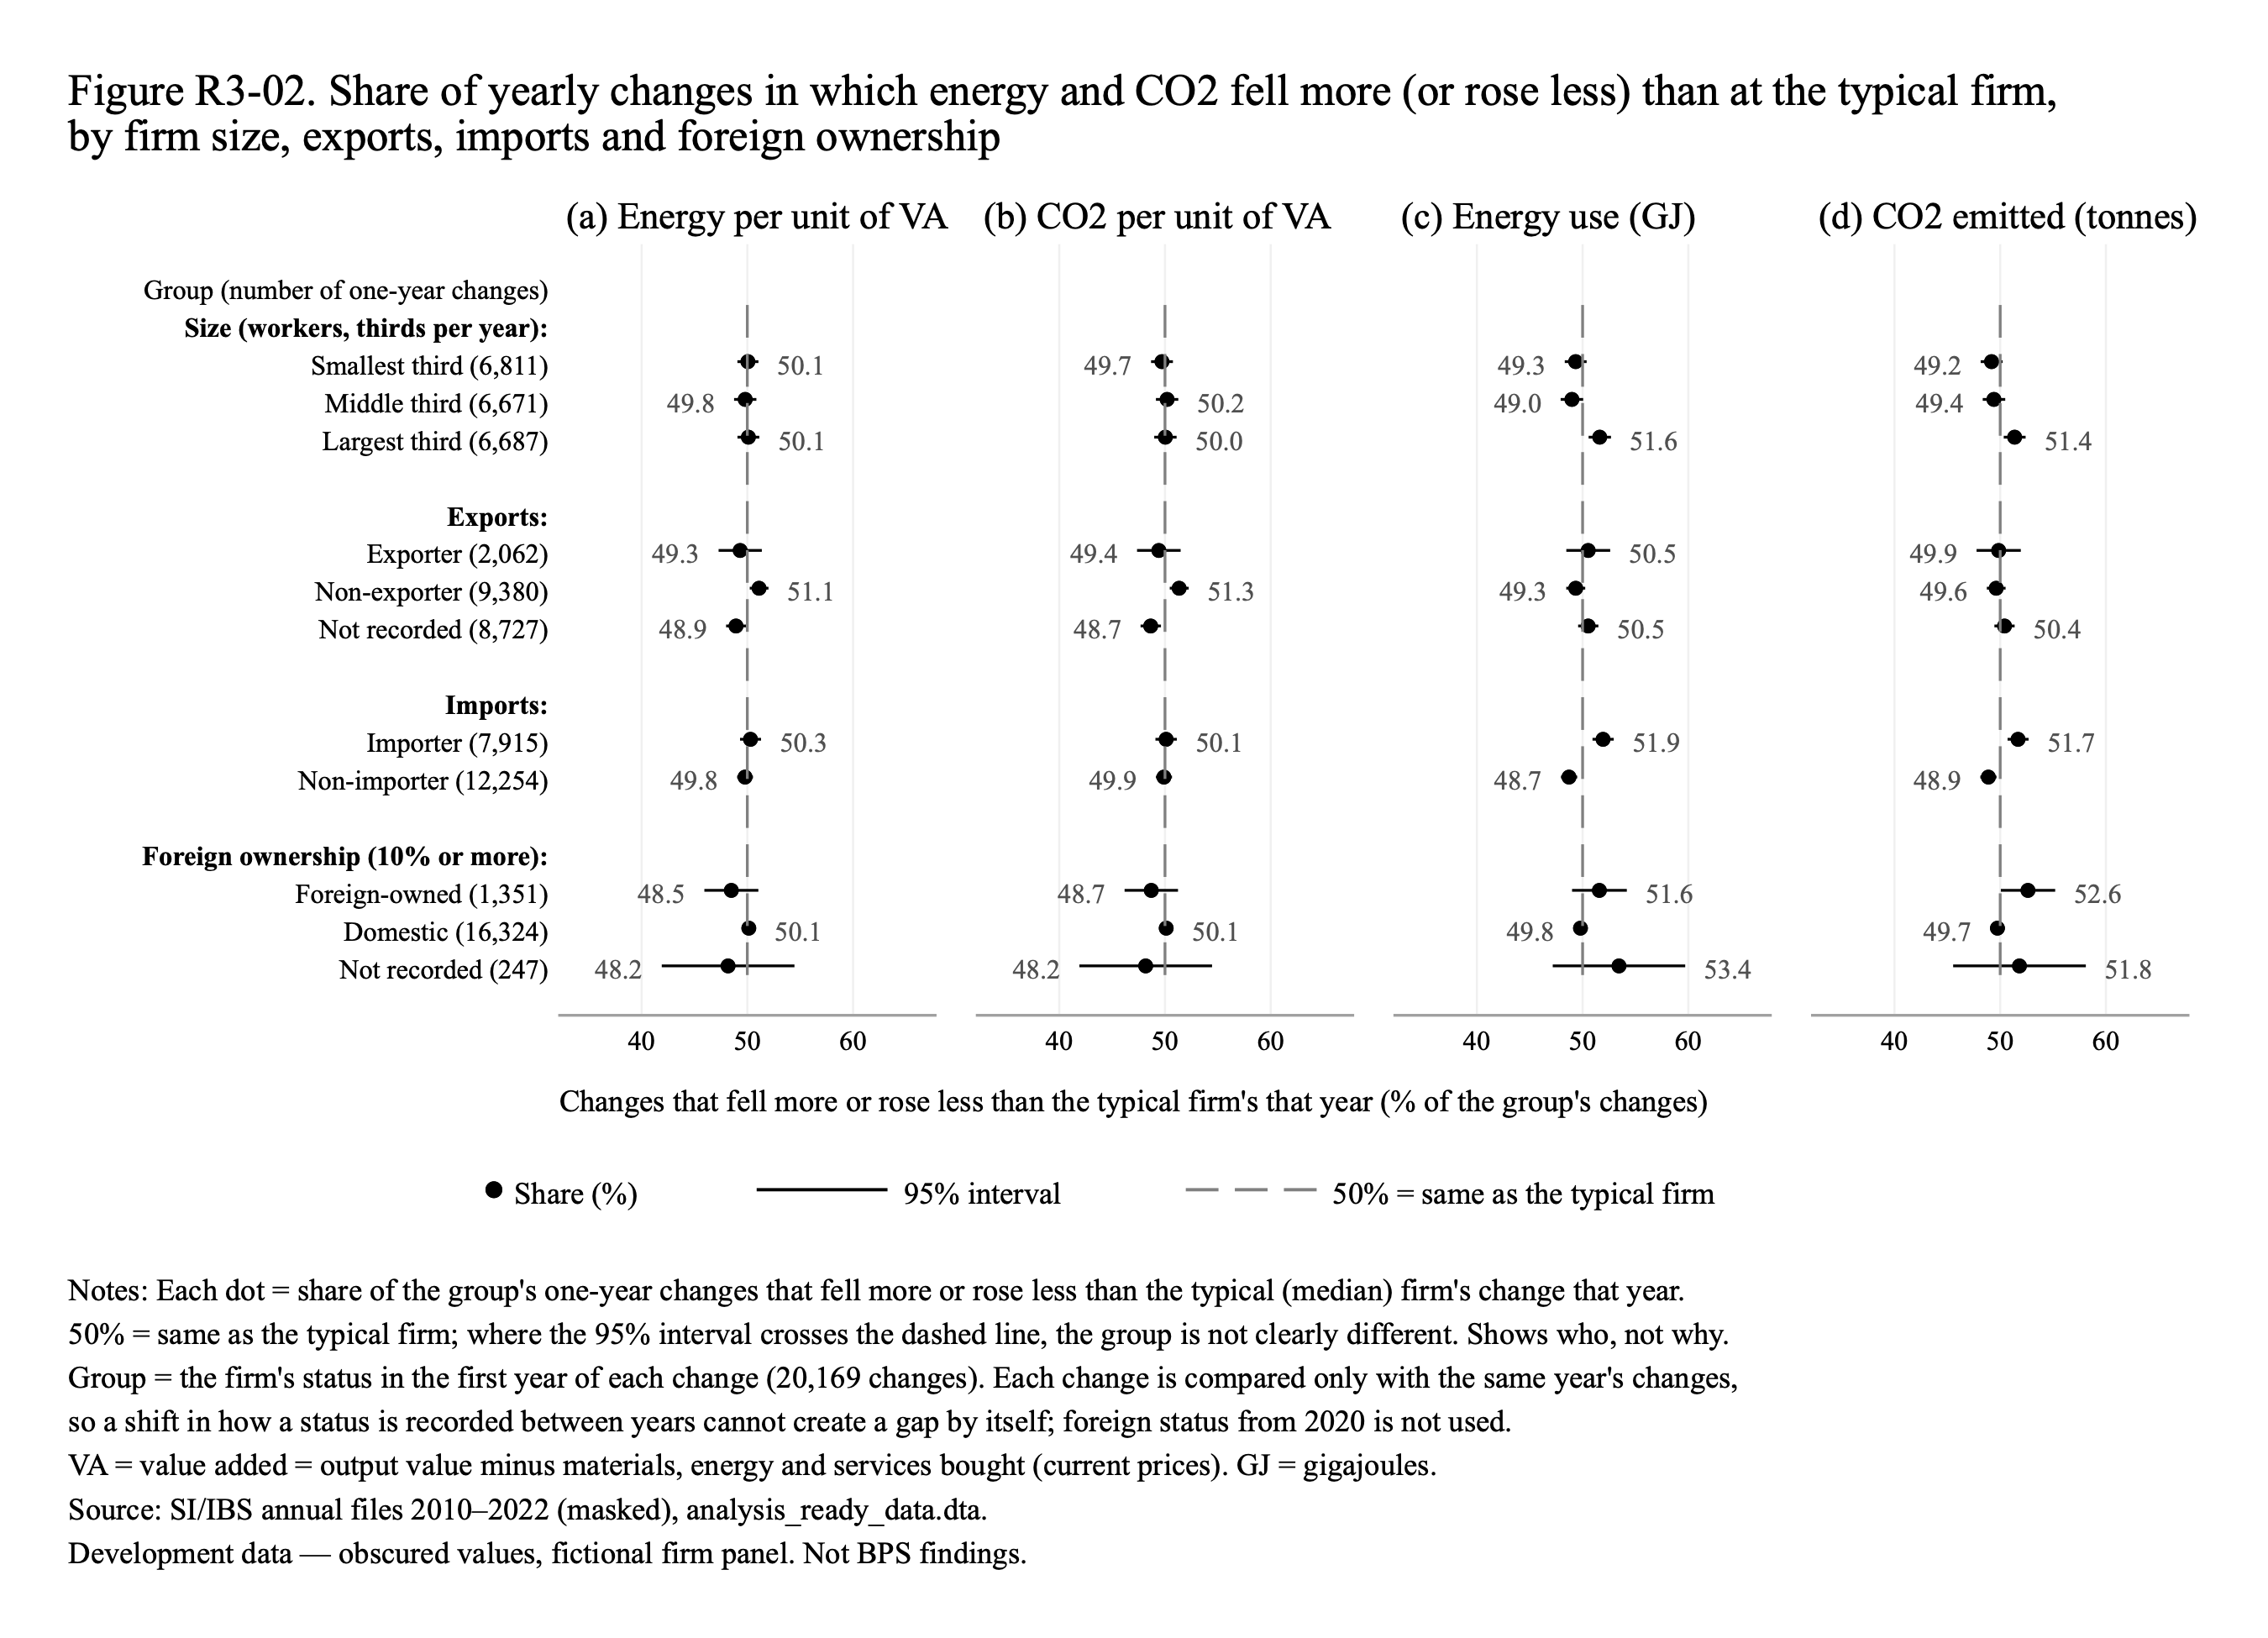 Figure R3-02. Share of yearly changes in which energy and CO2 fell more (or rose less) than at the typical firm,
by firm size, exports, imports and foreign ownership
(a) Energy per unit of VA (b) CO2 per unit of VA (c) Energy use (GJ) (d) CO2 emitted (tonnes)
Group (number of one-year changes)
Size (workers, thirds per year):
Smallest third (6,811) 50.1 49.7 49.3 49.2
Middle third (6,671) 49.8 50.2 49.0 49.4
Largest third (6,687) 50.1 50.0 51.6 51.4
Exports:
Exporter (2,062) 49.3 49.4 50.5 49.9
Non-exporter (9,380) 51.1 51.3 49.3 49.6
Not recorded (8,727) 48.9 48.7 50.5 50.4
Imports:
Importer (7,915) 50.3 50.1 51.9 51.7
Non-importer (12,254) 49.8 49.9 48.7 48.9
Foreign ownership (10% or more):
Foreign-owned (1,351) 48.5 48.7 51.6 52.6
Domestic (16,324) 50.1 50.1 49.8 49.7
Not recorded (247) 48.2 48.2 53.4 51.8
40 50 60 40 50 60 40 50 60 40 50 60
Changes that fell more or rose less than the typical firm's that year (% of the group's changes)
Share (%) 95% interval 50% = same as the typical firm
Notes: Each dot = share of the group's one-year changes that fell more or rose less than the typical (median) firm's change that year.
50% = same as the typical firm; where the 95% interval crosses the dashed line, the group is not clearly different. Shows who, not why.
Group = the firm's status in the first year of each change (20,169 changes). Each change is compared only with the same year's changes,
so a shift in how a status is recorded between years cannot create a gap by itself; foreign status from 2020 is not used.
VA = value added = output value minus materials, energy and services bought (current prices). GJ = gigajoules.
Source: SI/IBS annual files 2010–2022 (masked), analysis_ready_data.dta.
Development data — obscured values, fictional firm panel. Not BPS findings.